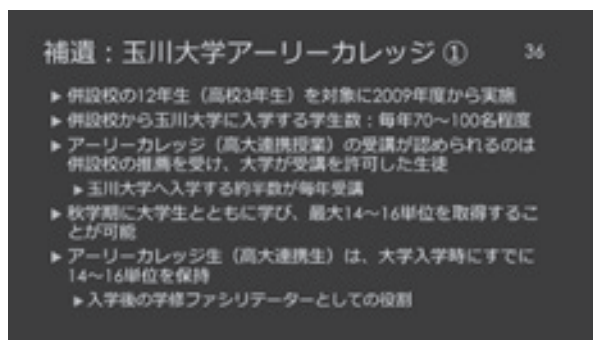 補遺：玉川大学アーリーカレッジ ① 36
▶ 併設校の12年生（高校3年生）を対象に2009年度から実施
▶ 併設校から玉川大学に入学する学生数：毎年70～100名程度
▶ アーリーカレッジ（高大連携授業）の受講が認められるのは
併設校の推薦を受け、大学が受講を許可した生徒
▶ 玉川大学へ入学する約半数が毎年受講
▶ 秋学期に大学生とともに学び、最大14～16単位を取得するこ
とが可能
▶ アーリーカレッジ生（高大連携生）は、大学入学時にすでに
14～16単位を保持
▶ 入学後の学修ファシリテーターとしての役割